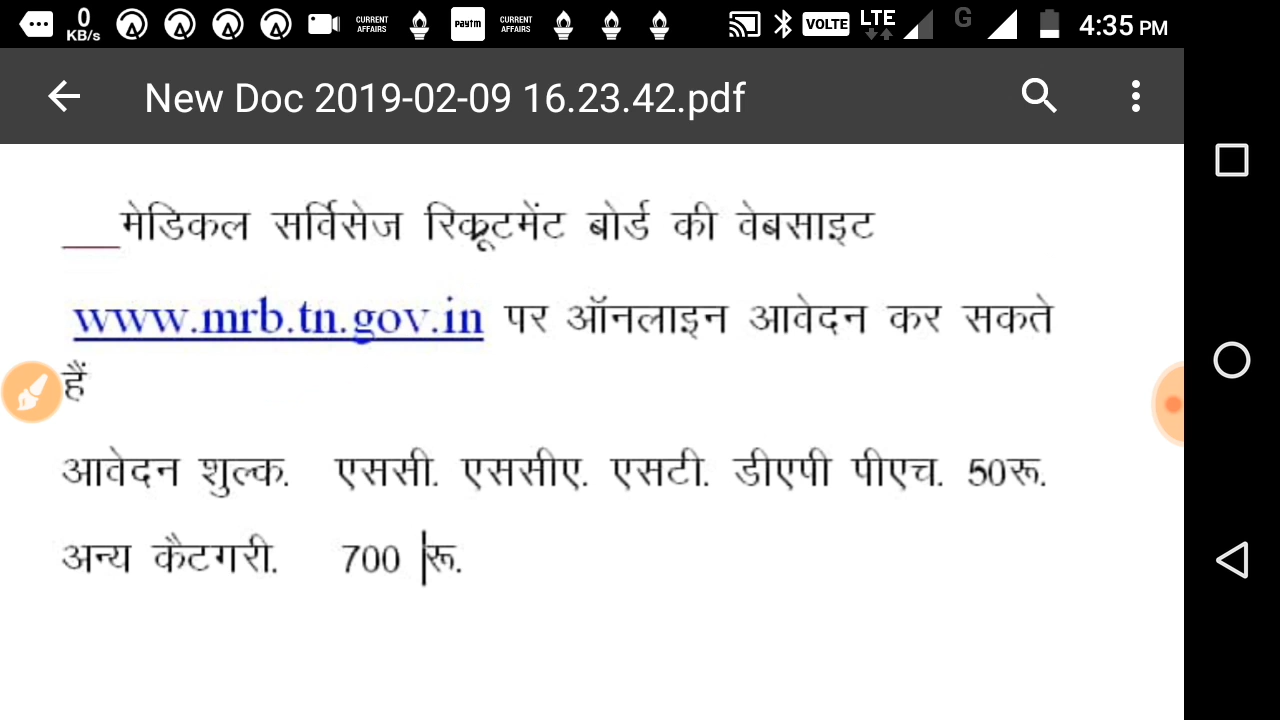 0 KB/s CURRENT AFFAIRS Paytm CURRENT AFFAIRS VOLTE LTE G 4:35 PM
New Doc 2019-02-09 16.23.42.pdf
___मेडिकल सर्विसेज रिकूटमेंट बोर्ड की वेबसाइट
www.mrb.tn.gov.in पर ऑनलाइन आवेदन कर सकते
हैं
आवेदन शुल्क. एससी. एससीए. एसटी. डीएपी पीएच. 50रू.
अन्य कैटगरी. 700 रू.